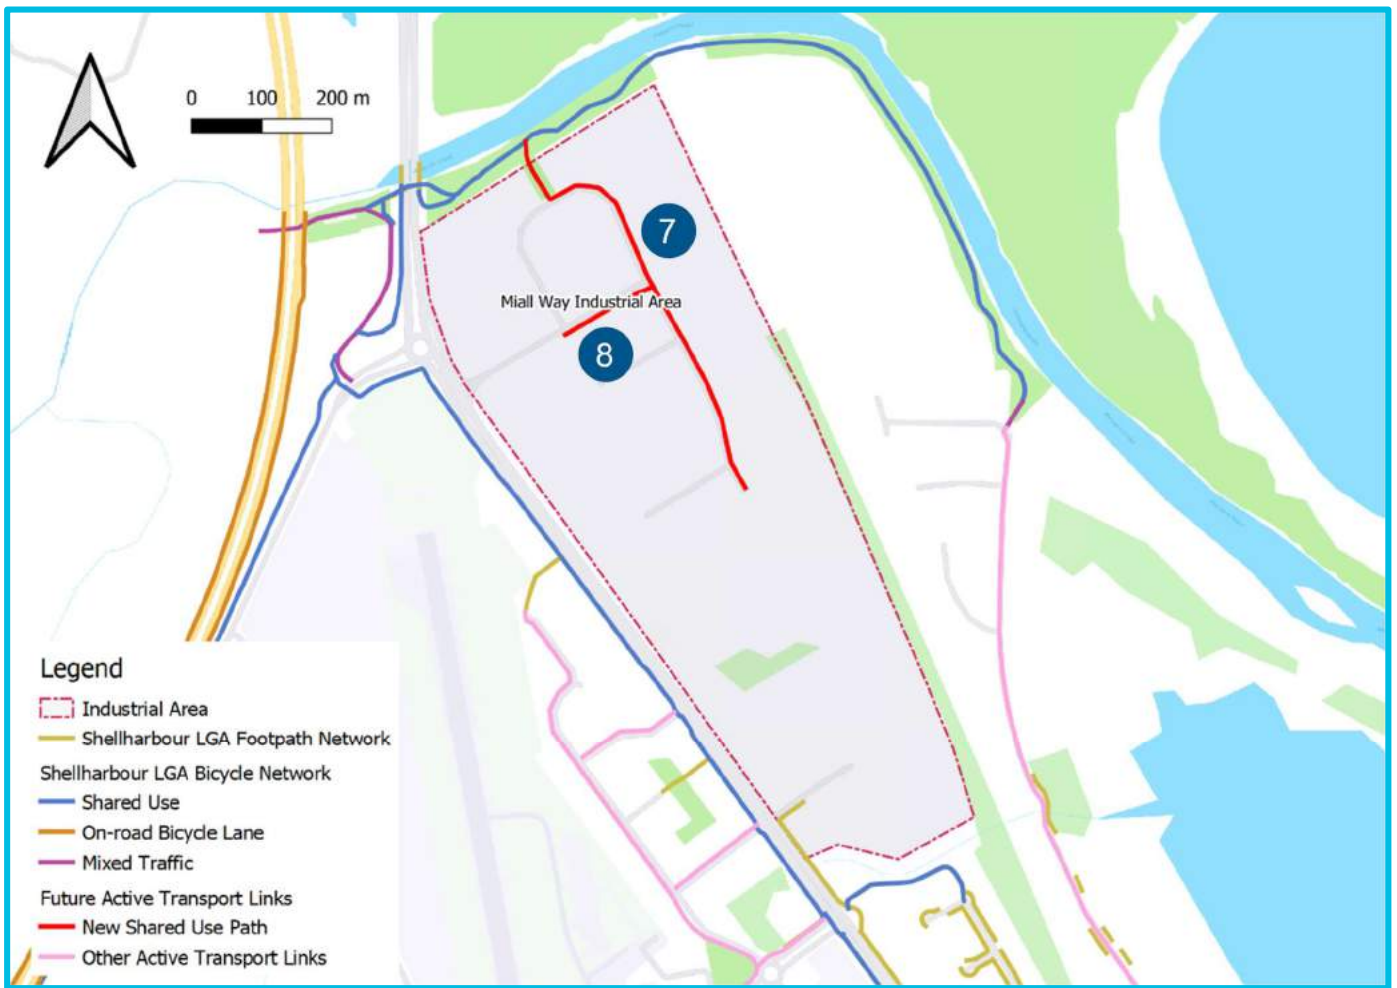 0 100 200 m
7
Miall Way Industrial Area
8
Legend
Industrial Area
Shellharbour LGA Footpath Network
Shellharbour LGA Bicycle Network
Shared Use
On-road Bicycle Lane
Mixed Traffic
Future Active Transport Links
New Shared Use Path
Other Active Transport Links